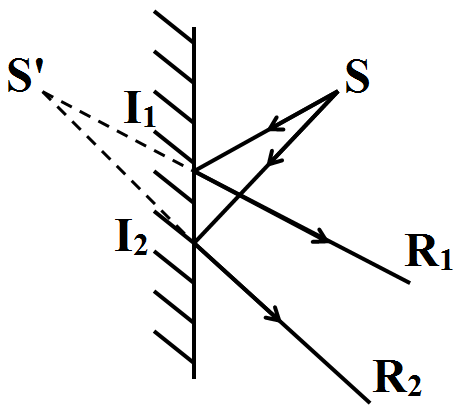 S'
S
I₁
I₂
R₁
R₂